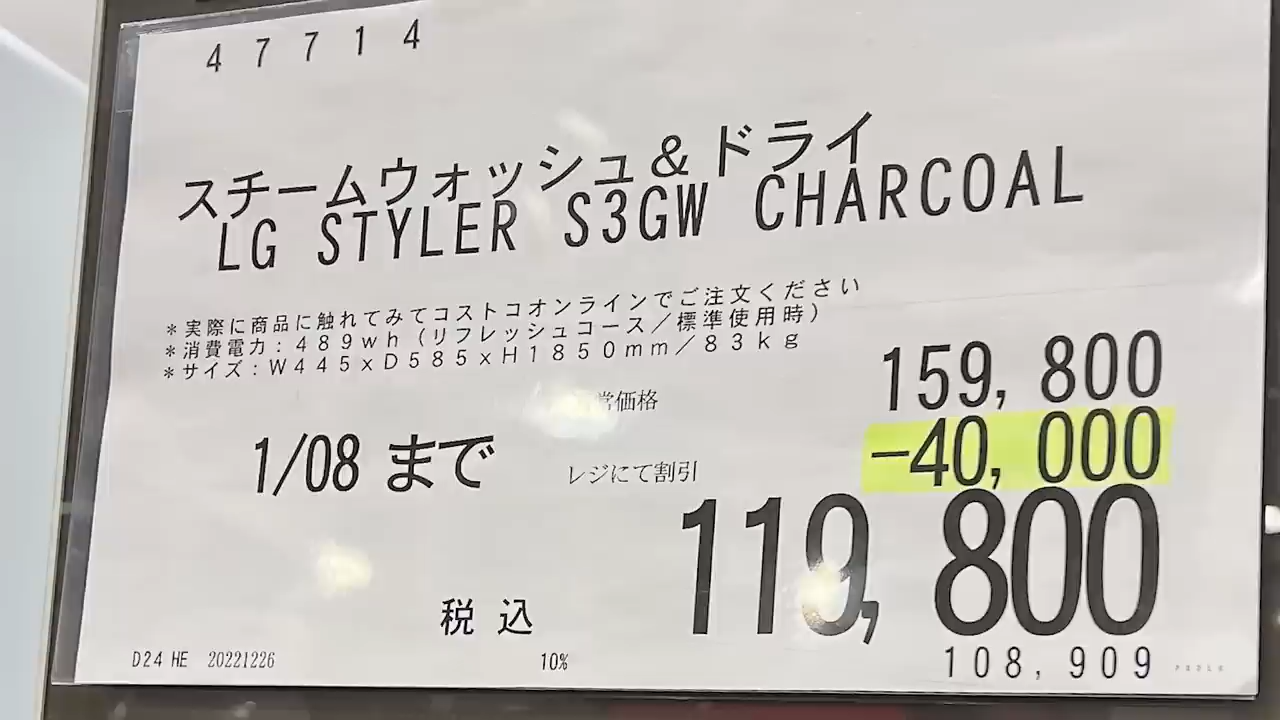 47714
スチームウォッシュ&ドライ
LG STYLER S3GW CHARCOAL
*実際に商品に触れてみてコストコオンラインでご注文ください
*消費電力:489wh(リフレッシュコース/標準使用時)
*サイズ:W445xD585xH1850mm/83kg
常価格 159,800
1/08 まで レジにて割引 -40,000
119,800
税込
D24 HE 20221226 10% 108,909